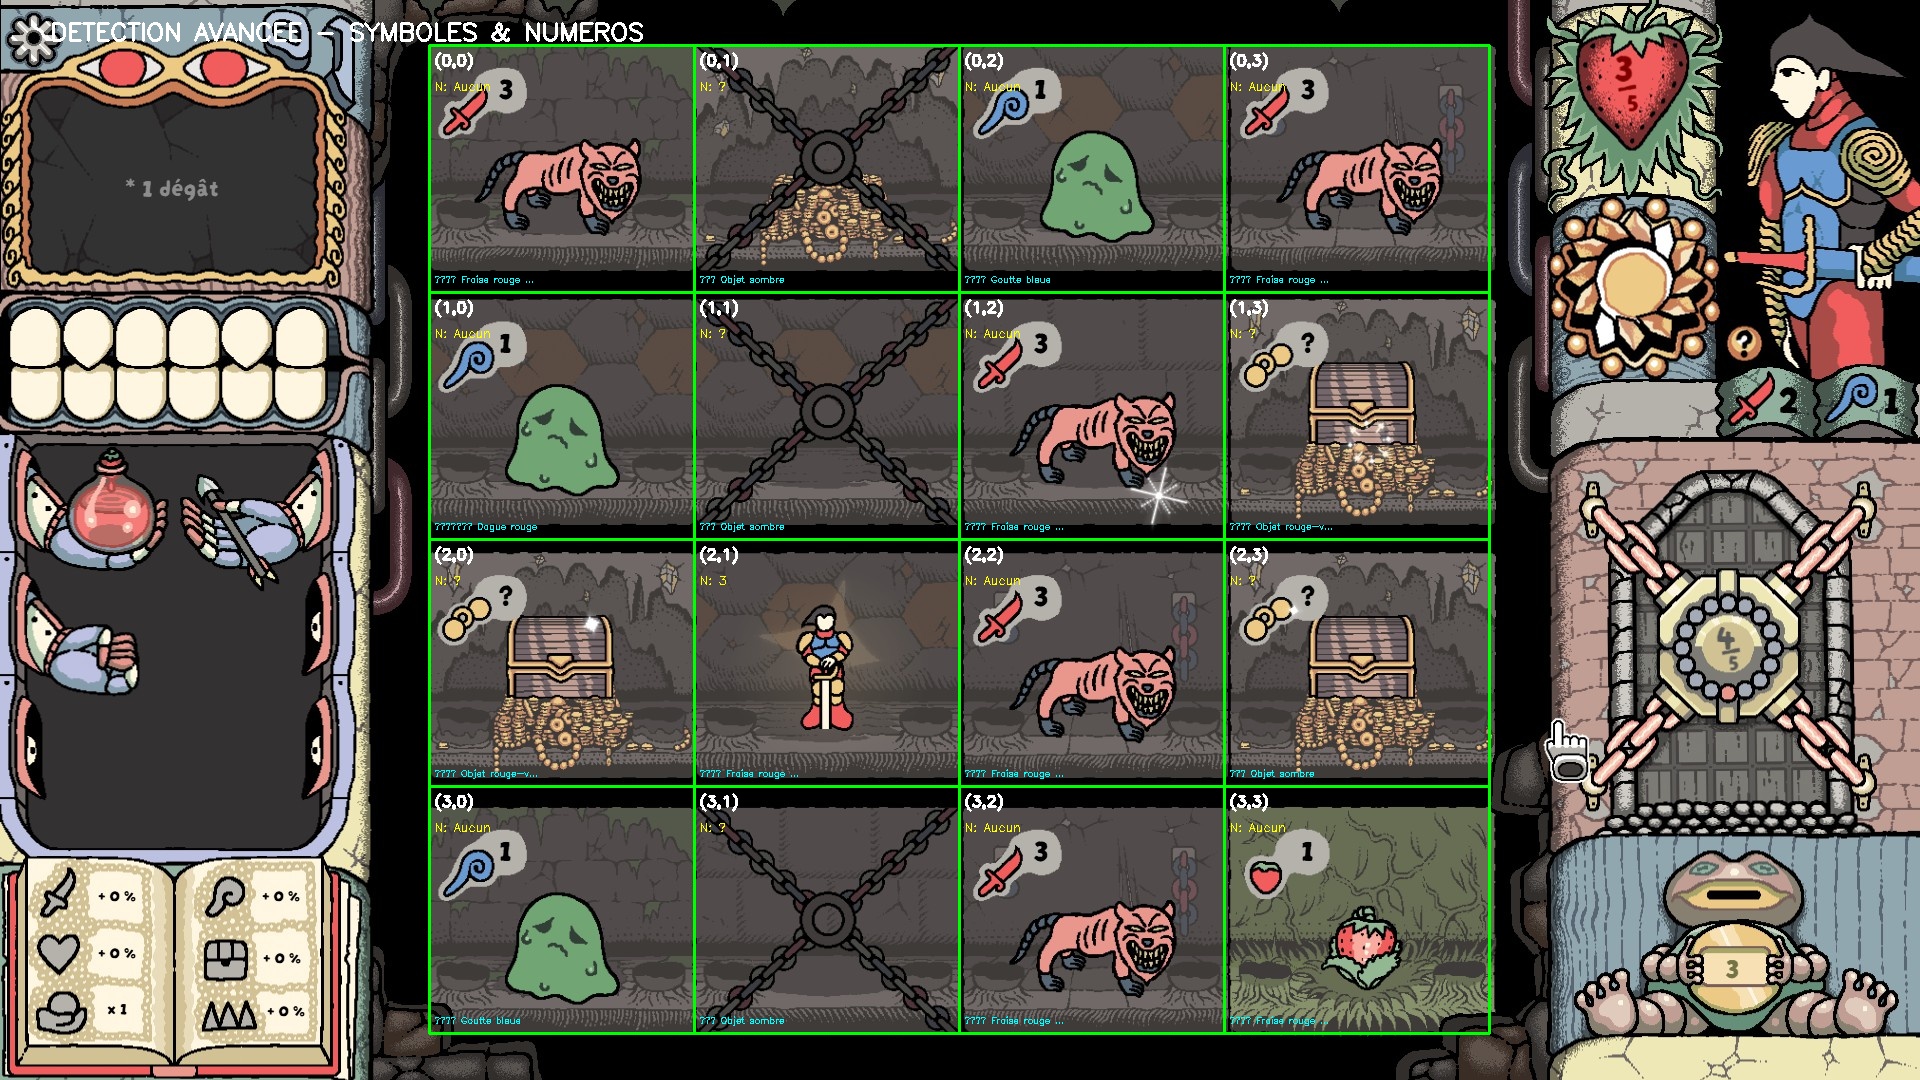 DETECTION AVANCEE - SYMBOLES & NUMEROS
* 1 dégât
+0 %
+0 %
+0 %
+0 %
x 1
+0 %
(0,0)
N: Aucun
3
???? Fraise rouge ...
(0,1)
N: ?
??? Objet sombre
(0,2)
N: Aucun
1
???? Goutte bleue
(0,3)
N: Aucun
3
???? Fraise rouge ...
(1,0)
N: Aucun
1
??????? Dague rouge
(1,1)
N: ?
??? Objet sombre
(1,2)
N: Aucun
3
???? Fraise rouge ...
(1,3)
N: ?
?
???? Objet rouge-v...
(2,0)
N: ?
?
???? Objet rouge-v...
(2,1)
N: 3
???? Fraise rouge ...
(2,2)
N: Aucun
3
???? Fraise rouge ...
(2,3)
N: ?
?
??? Objet sombre
(3,0)
N: Aucun
1
???? Goutte bleue
(3,1)
N: ?
??? Objet sombre
(3,2)
N: Aucun
3
???? Fraise rouge ...
(3,3)
N: Aucun
1
???? Fraise rouge ...
3
5
?
2
1
4
5
3